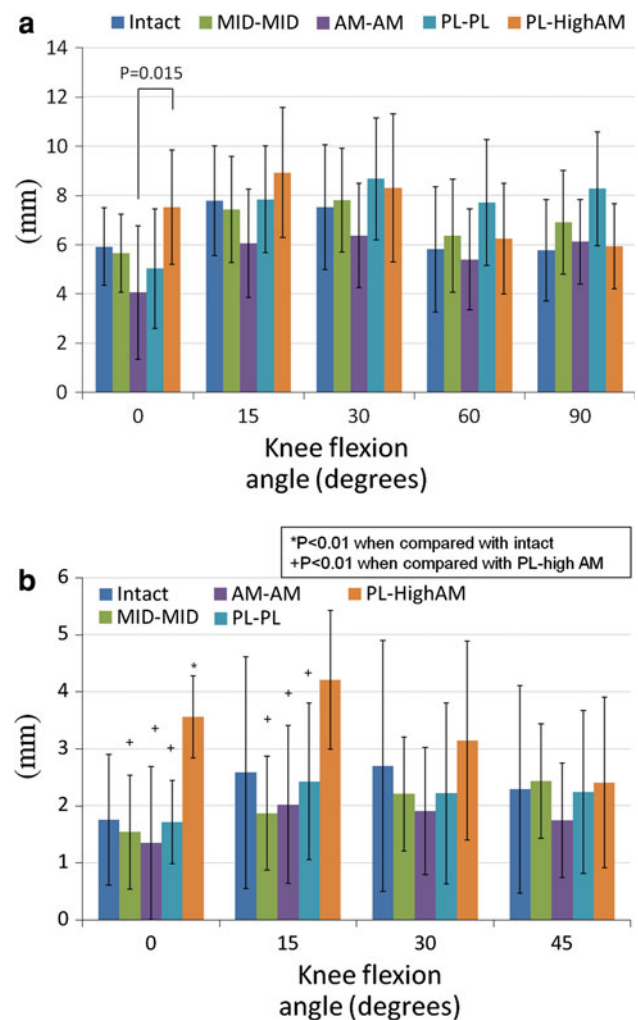 a
Intact MID-MID AM-AM PL-PL PL-HighAM
14
P=0.015
12
10
8
6
4
2
0
(mm)
0 15 30 60 90
Knee flexion
angle (degrees)
*P<0.01 when compared with intact
+P<0.01 when compared with PL-high AM
b
6
Intact AM-AM PL-HighAM
MID-MID PL-PL
5
4
3
2
1
0
(mm)
+ + + *
+ + +
0 15 30 45
Knee flexion
angle (degrees)